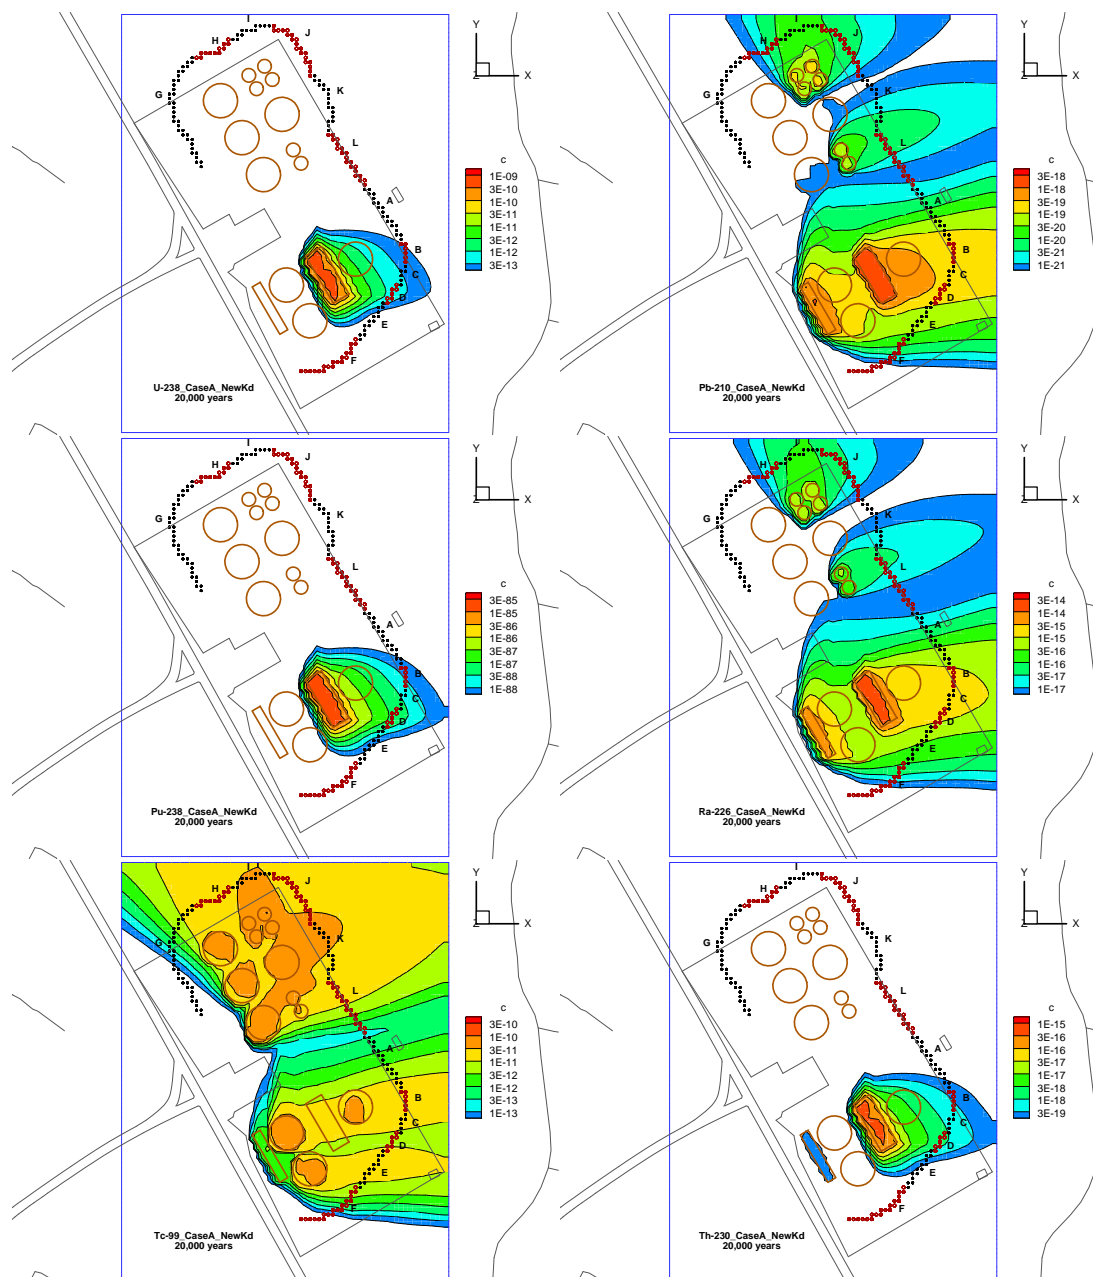 I
H
J
G
K
L
A
B
C
D
E
F
Y
Z
X
c
1E-09
3E-10
1E-10
3E-11
1E-11
3E-12
1E-12
3E-13
U-238_CaseA_NewKd
20,000 years
I
H
J
G
K
L
A
B
C
D
E
F
Y
Z
X
c
3E-18
1E-18
3E-19
1E-19
3E-20
1E-20
3E-21
1E-21
Pb-210_CaseA_NewKd
20,000 years
I
H
J
G
K
L
A
B
C
D
E
F
Y
Z
X
c
3E-85
1E-85
3E-86
1E-86
3E-87
1E-87
3E-88
1E-88
Pu-238_CaseA_NewKd
20,000 years
I
H
J
G
K
L
A
B
C
D
E
F
Y
Z
X
c
3E-14
1E-14
3E-15
1E-15
3E-16
1E-16
3E-17
1E-17
Ra-226_CaseA_NewKd
20,000 years
I
H
J
G
K
L
A
B
C
D
E
F
Y
Z
X
c
3E-10
1E-10
3E-11
1E-11
3E-12
1E-12
3E-13
1E-13
Tc-99_CaseA_NewKd
20,000 years
I
H
J
G
K
L
A
B
C
D
E
F
Y
Z
X
c
1E-15
3E-16
1E-16
3E-17
1E-17
3E-18
1E-18
3E-19
Th-230_CaseA_NewKd
20,000 years